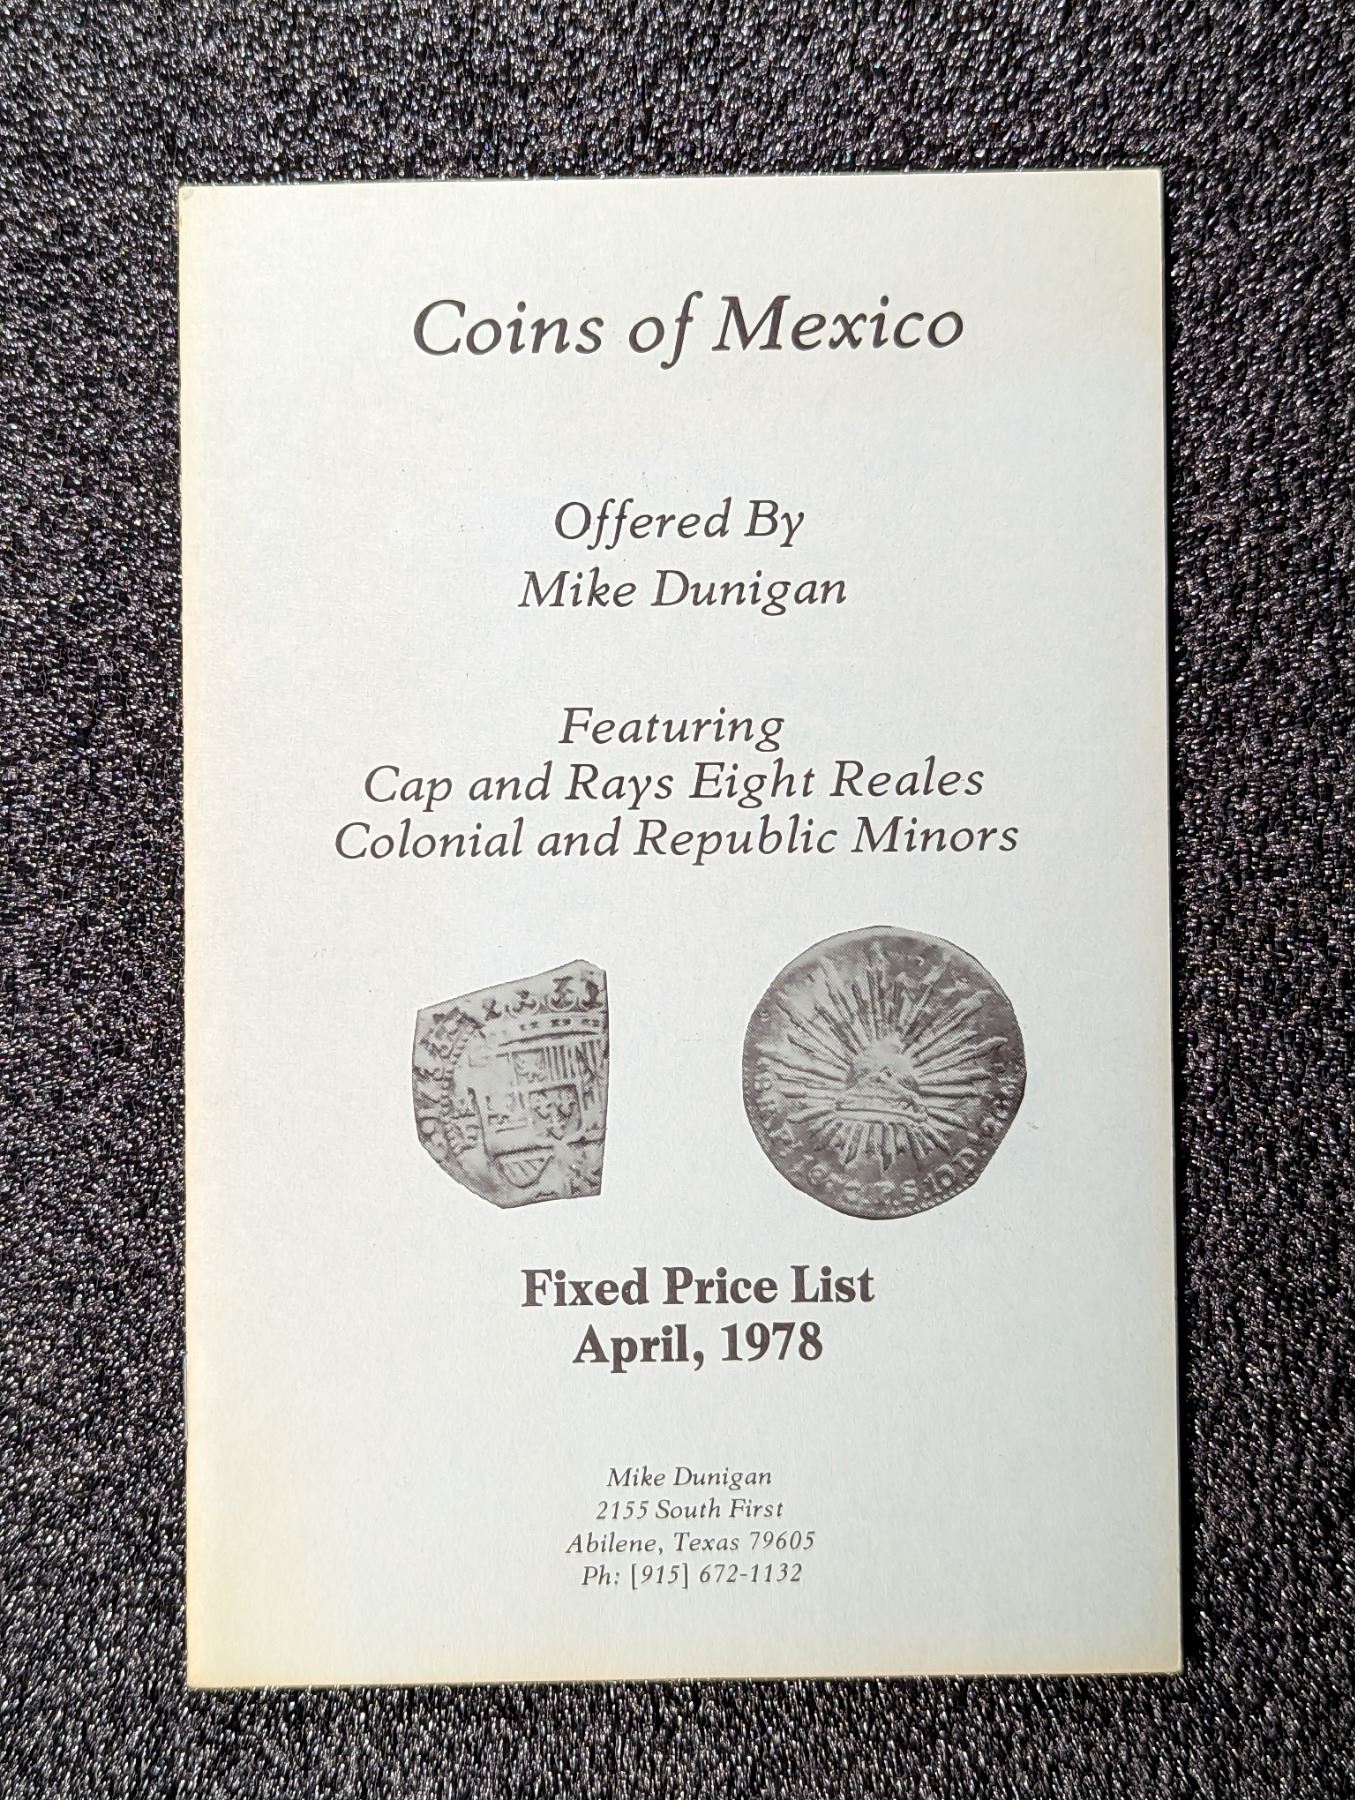 Coins of Mexico
Offered By
Mike Dunigan
Featuring
Cap and Rays Eight Reales
Colonial and Republic Minors
Fixed Price List
April, 1978
Mike Dunigan
2155 South First
Abilene, Texas 79605
Ph: [915] 672-1132